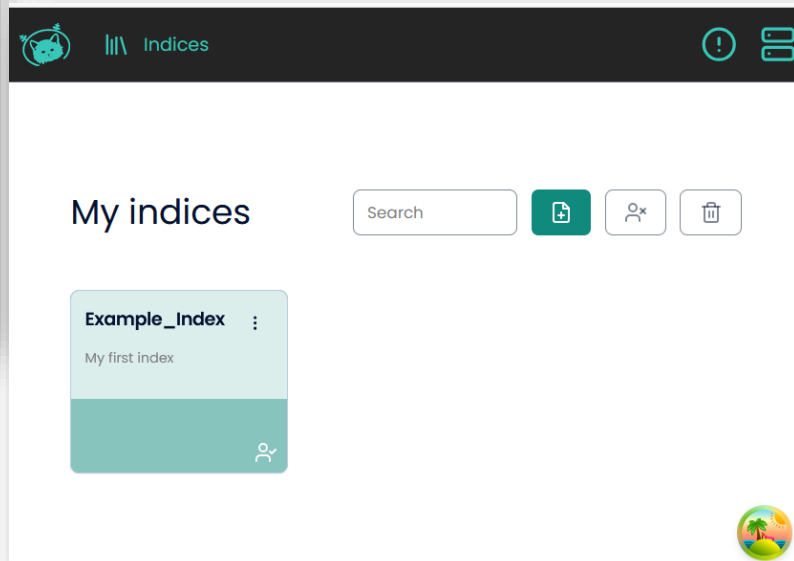 Indices
My indices
Search
Example_Index
My first index